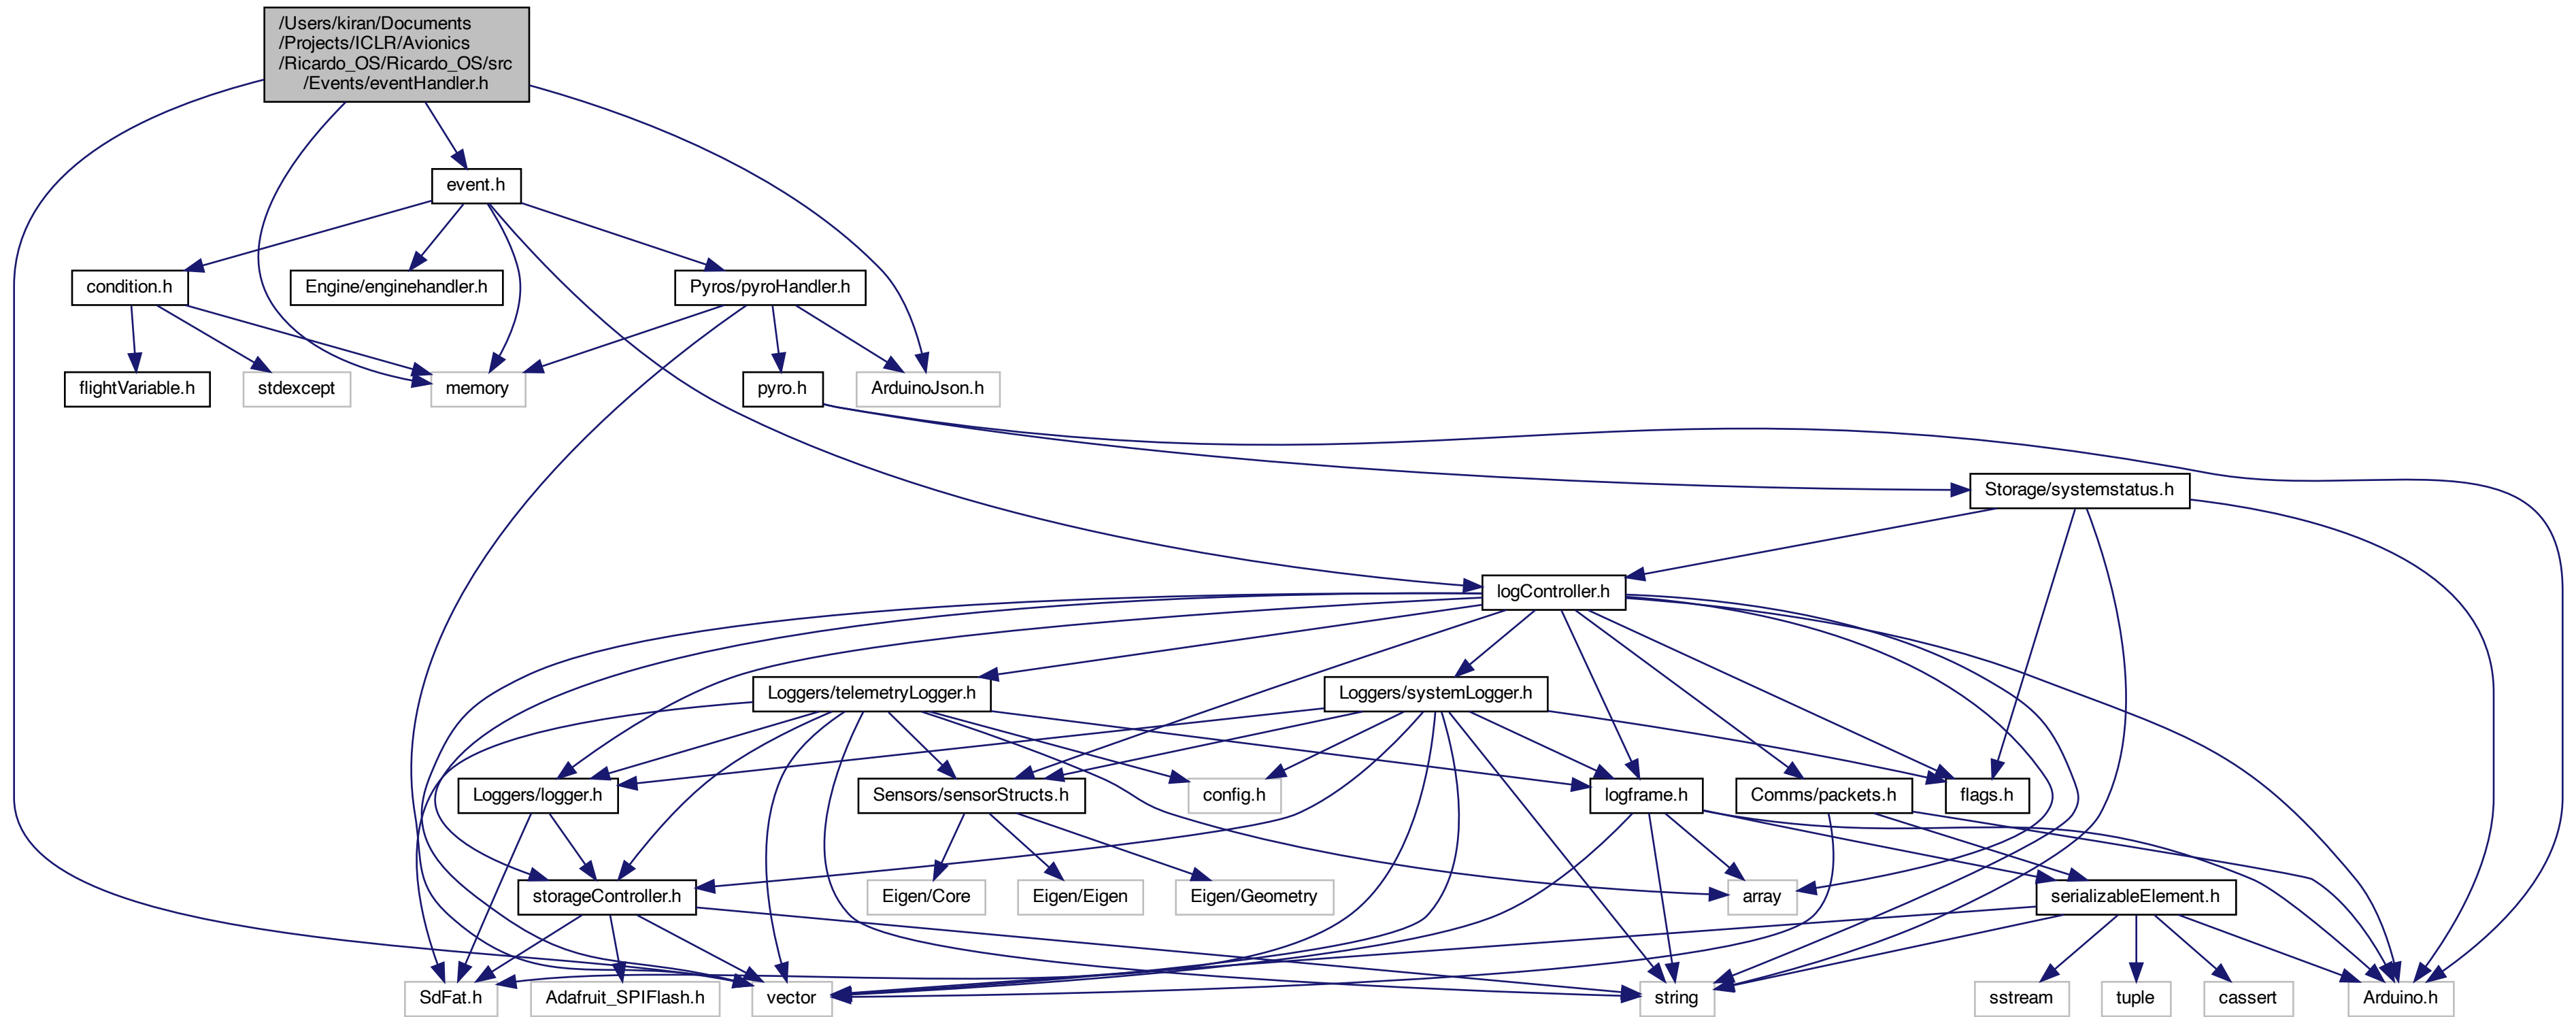 /Users/kiran/Documents
/Projects/ICLR/Avionics
/Ricardo_OS/Ricardo_OS/src
/Events/eventHandler.h
event.h
condition.h
Engine/enginehandler.h
Pyros/pyroHandler.h
flightVariable.h
stdexcept
memory
pyro.h
ArduinoJson.h
Storage/systemstatus.h
logController.h
Loggers/telemetryLogger.h
Loggers/systemLogger.h
Loggers/logger.h
Sensors/sensorStructs.h
config.h
logframe.h
Comms/packets.h
flags.h
storageController.h
Eigen/Core
Eigen/Eigen
Eigen/Geometry
array
serializableElement.h
SdFat.h
Adafruit_SPIFlash.h
vector
string
sstream
tuple
cassert
Arduino.h